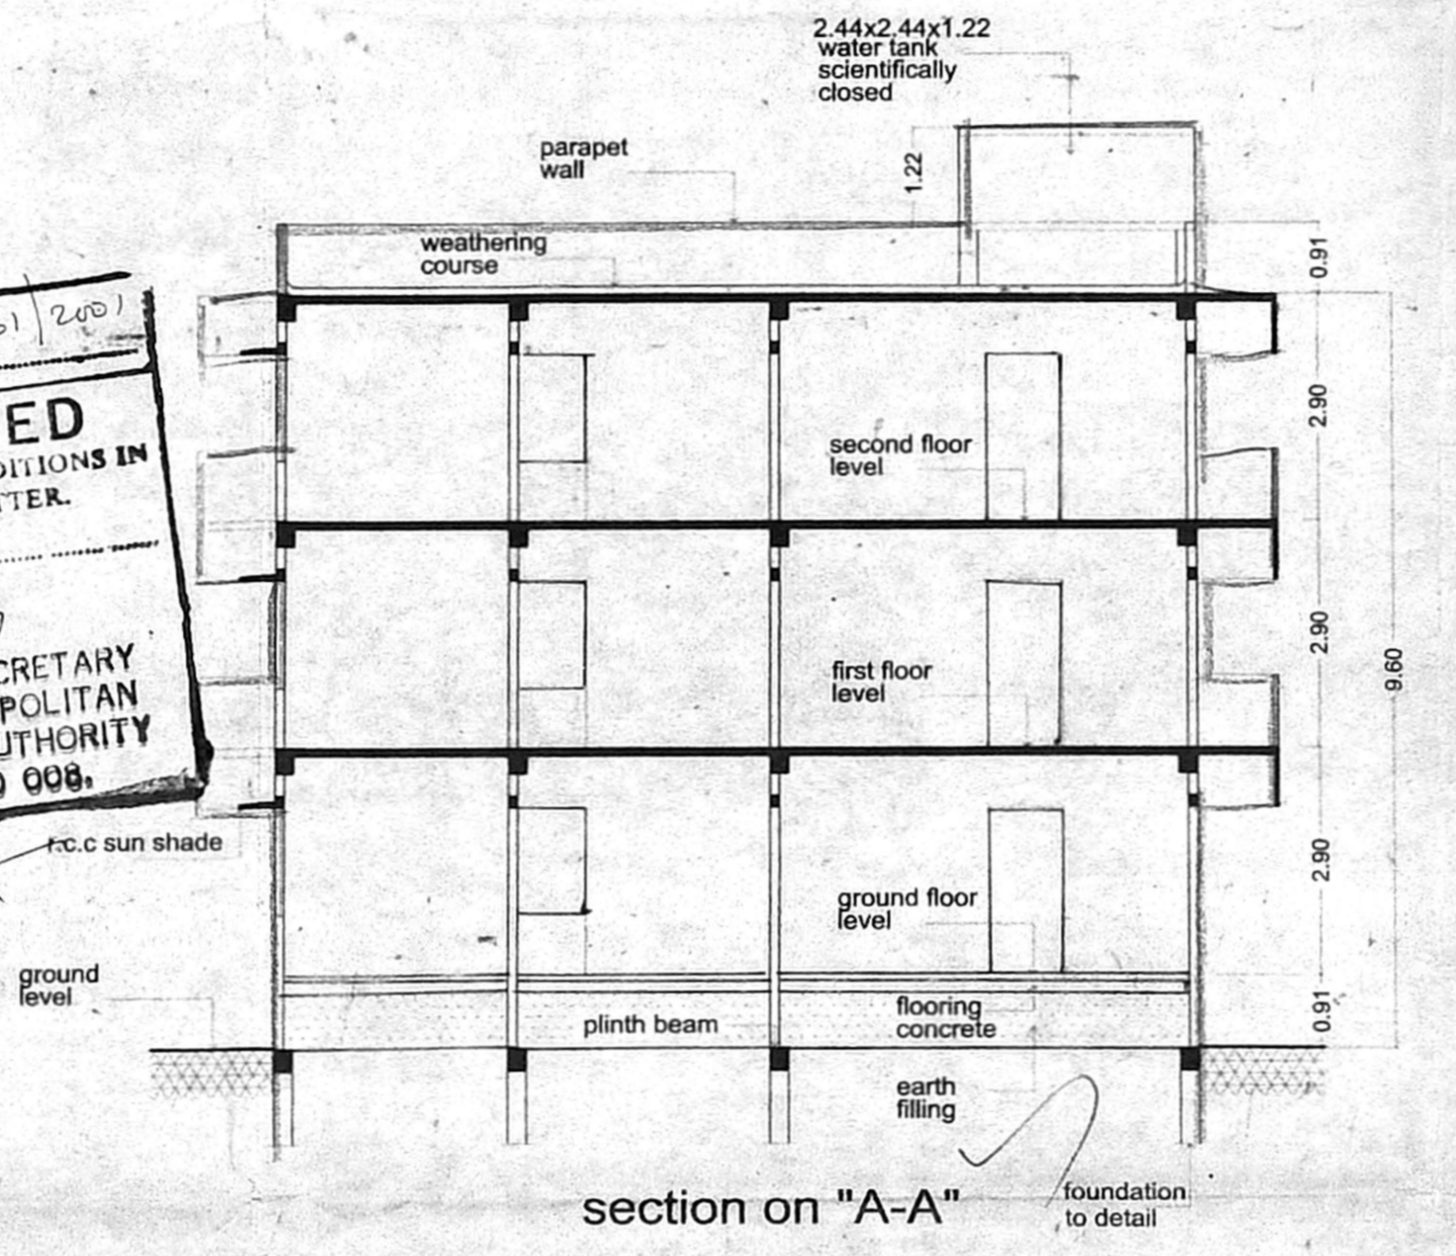 2.44x2.44x1.22
water tank
scientifically
closed
parapet
wall
1.22
weathering
course
0.91
2001
ED
DITIONS IN
TTER.
2.90
second floor
level
2.90
9.60
first floor
level
CRETARY
POLITAN
UTHORITY
008.
r.c.c sun shade
2.90
ground floor
level
ground
level
flooring
concrete
plinth beam
0.91
earth
filling
section on "A-A"
foundation
to detail